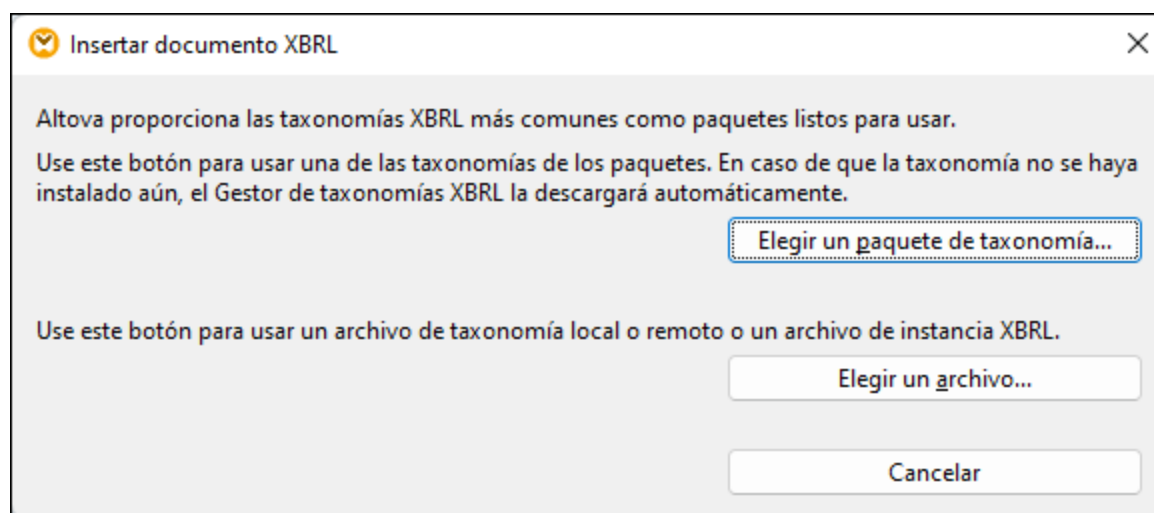 Insertar documento XBRL
Altova proporciona las taxonomías XBRL más comunes como paquetes listos para usar.
Use este botón para usar una de las taxonomías de los paquetes. En caso de que la taxonomía no se haya
instalado aún, el Gestor de taxonomías XBRL la descargará automáticamente.
Elegir un paquete de taxonomía...
Use este botón para usar un archivo de taxonomía local o remoto o un archivo de instancia XBRL.
Elegir un archivo...
Cancelar